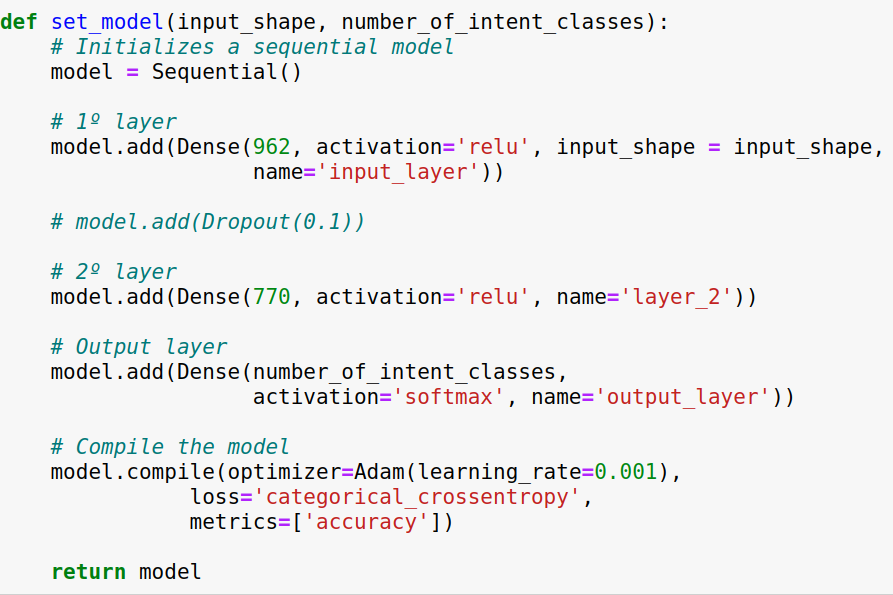 def set_model(input_shape, number_of_intent_classes):
    # Initializes a sequential model
    model = Sequential()

    # 1º layer
    model.add(Dense(962, activation='relu', input_shape = input_shape,
                    name='input_layer'))

    # model.add(Dropout(0.1))

    # 2º layer
    model.add(Dense(770, activation='relu', name='layer_2'))

    # Output layer
    model.add(Dense(number_of_intent_classes,
                    activation='softmax', name='output_layer'))

    # Compile the model
    model.compile(optimizer=Adam(learning_rate=0.001),
               loss='categorical_crossentropy',
               metrics=['accuracy'])

    return model